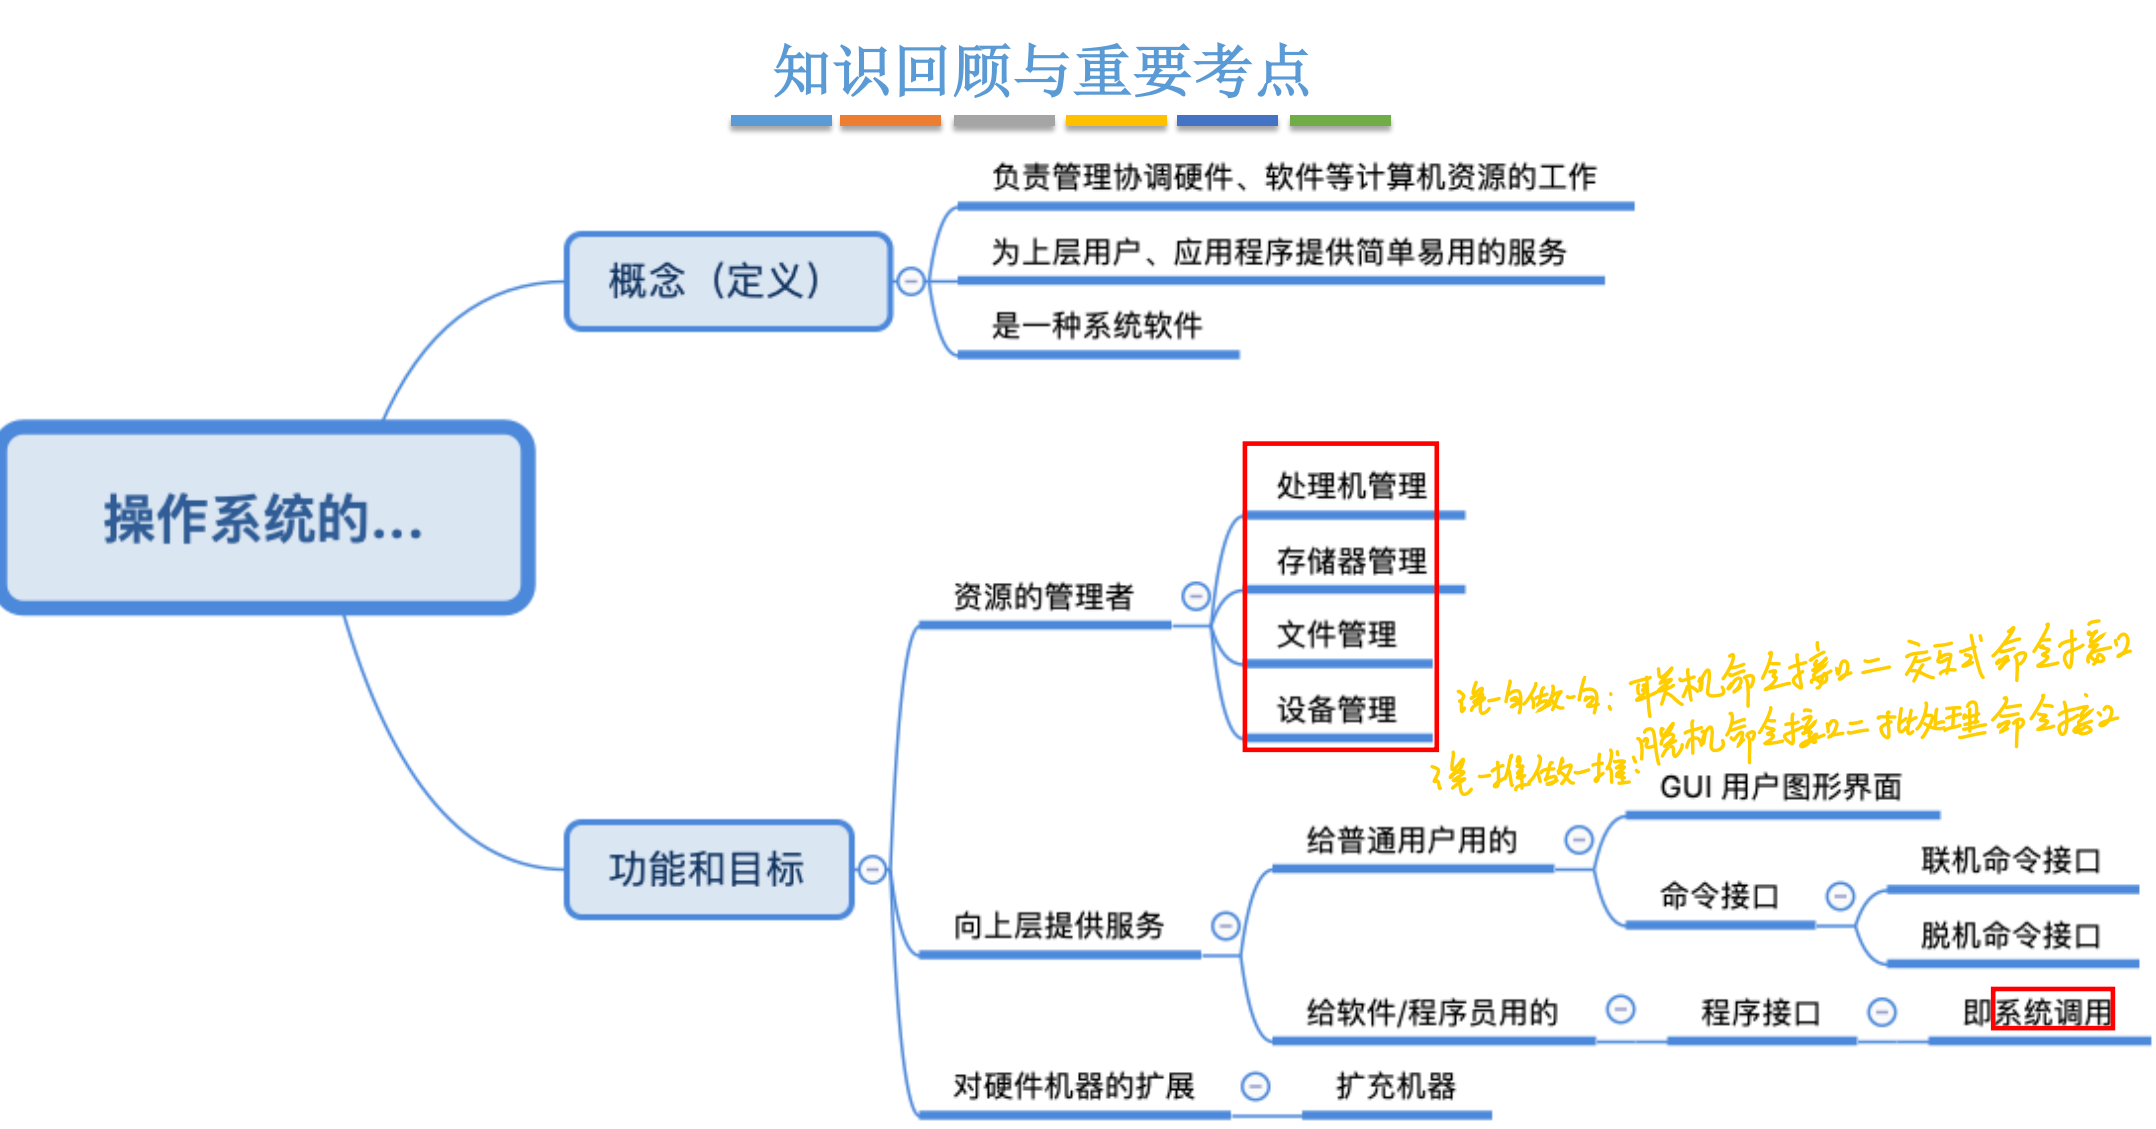 知识回顾与重要考点
负责管理协调硬件、软件等计算机资源的工作
概念（定义）
为上层用户、应用程序提供简单易用的服务
是一种系统软件
操作系统的...
处理机管理
存储器管理
资源的管理者
文件管理
设备管理
说一句做一句：联机命令接口=交互式命令接口
说一堆做一堆：脱机命令接口=批处理命令接口
GUI 用户图形界面
给普通用户用的
联机命令接口
命令接口
脱机命令接口
功能和目标
向上层提供服务
给软件/程序员用的
程序接口
即系统调用
对硬件机器的扩展
扩充机器